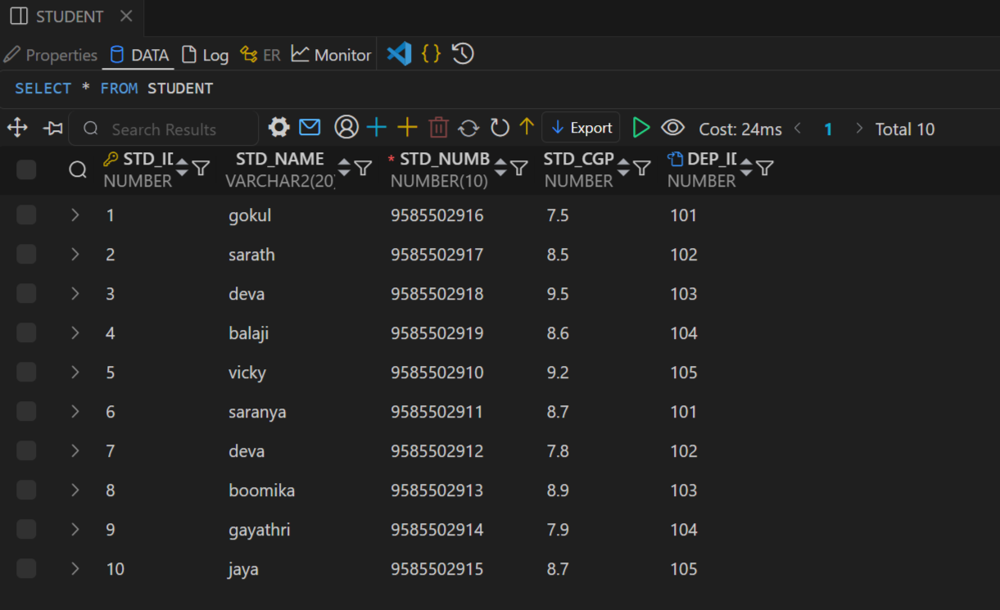 STUDENT
Properties DATA Log ER Monitor
SELECT * FROM STUDENT
Search Results Export Cost: 24ms 1 Total 10
STD_ID STD_NAME * STD_NUMB STD_CGP DEP_ID
NUMBER VARCHAR2(20) NUMBER(10) NUMBER NUMBER
1 gokul 9585502916 7.5 101
2 sarath 9585502917 8.5 102
3 deva 9585502918 9.5 103
4 balaji 9585502919 8.6 104
5 vicky 9585502910 9.2 105
6 saranya 9585502911 8.7 101
7 deva 9585502912 7.8 102
8 boomika 9585502913 8.9 103
9 gayathri 9585502914 7.9 104
10 jaya 9585502915 8.7 105